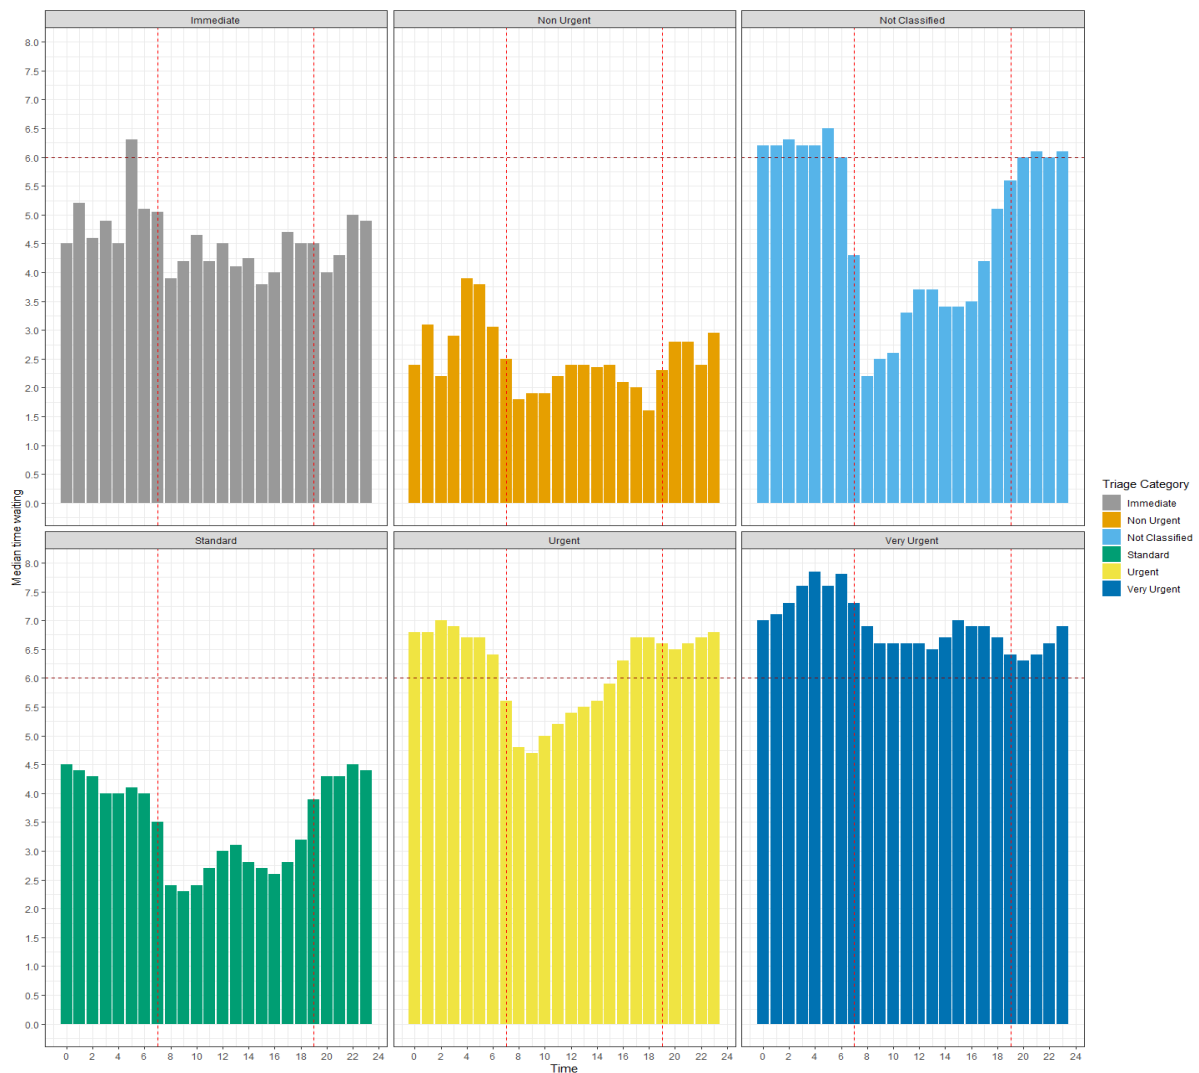 Immediate
Non Urgent
Not Classified
8.0
7.5
7.0
6.5
6.0
5.5
5.0
4.5
4.0
3.5
3.0
2.5
2.0
1.5
1.0
0.5
0.0
Median time waiting
Standard
Urgent
Very Urgent
8.0
7.5
7.0
6.5
6.0
5.5
5.0
4.5
4.0
3.5
3.0
2.5
2.0
1.5
1.0
0.5
0.0
0 2 4 6 8 10 12 14 16 18 20 22 24
0 2 4 6 8 10 12 14 16 18 20 22 24
0 2 4 6 8 10 12 14 16 18 20 22 24
Time
Triage Category
Immediate
Non Urgent
Not Classified
Standard
Urgent
Very Urgent